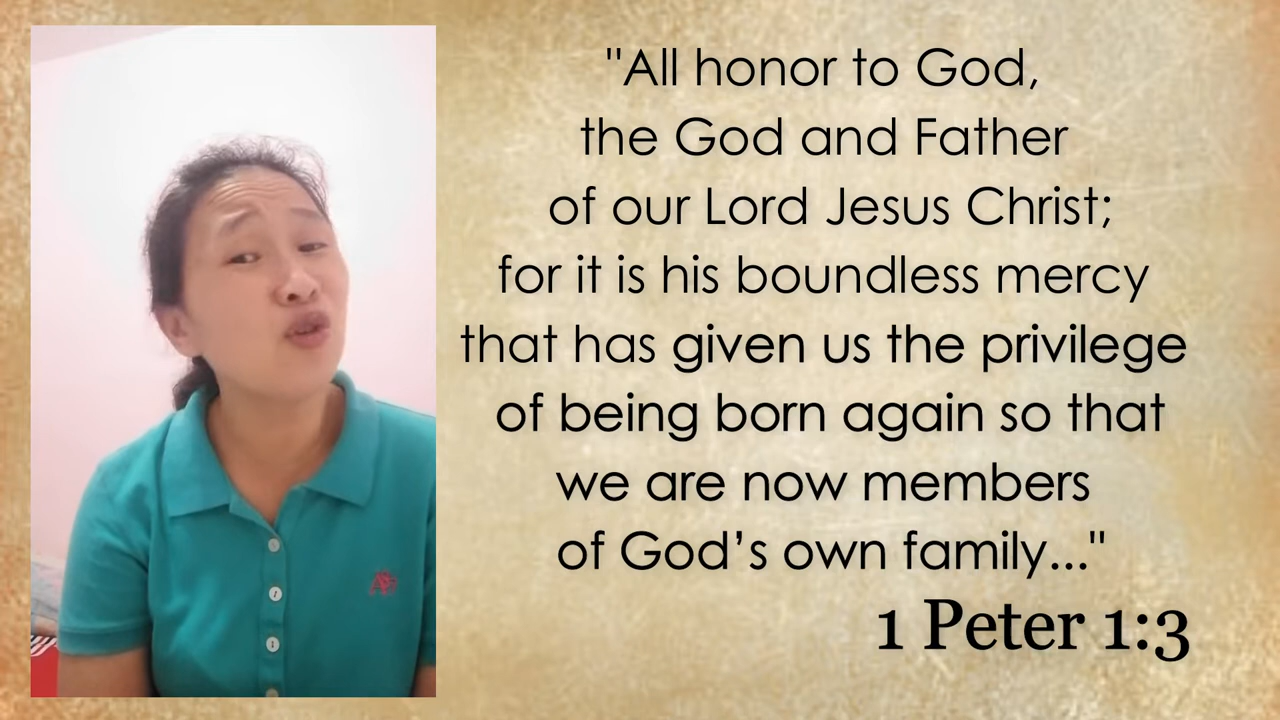 "All honor to God,
the God and Father
of our Lord Jesus Christ;
for it is his boundless mercy
that has given us the privilege
of being born again so that
we are now members
of God’s own family..."
1 Peter 1:3